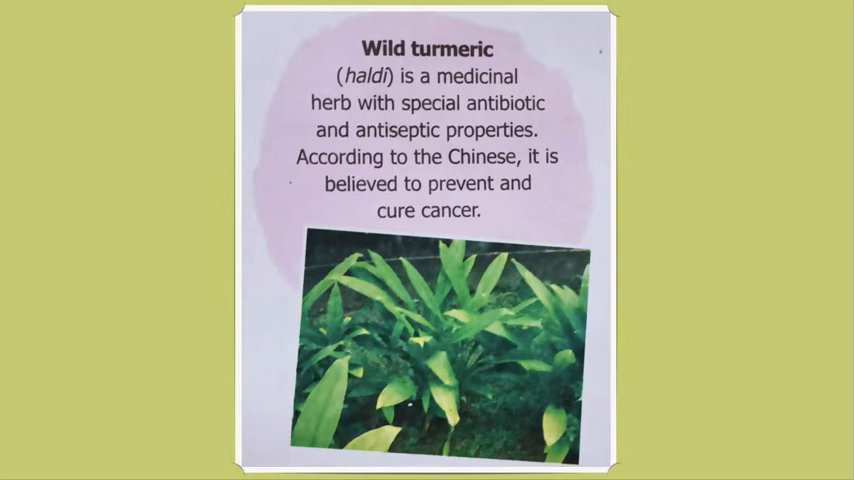 Wild turmeric
(haldi) is a medicinal
herb with special antibiotic
and antiseptic properties.
According to the Chinese, it is
believed to prevent and
cure cancer.